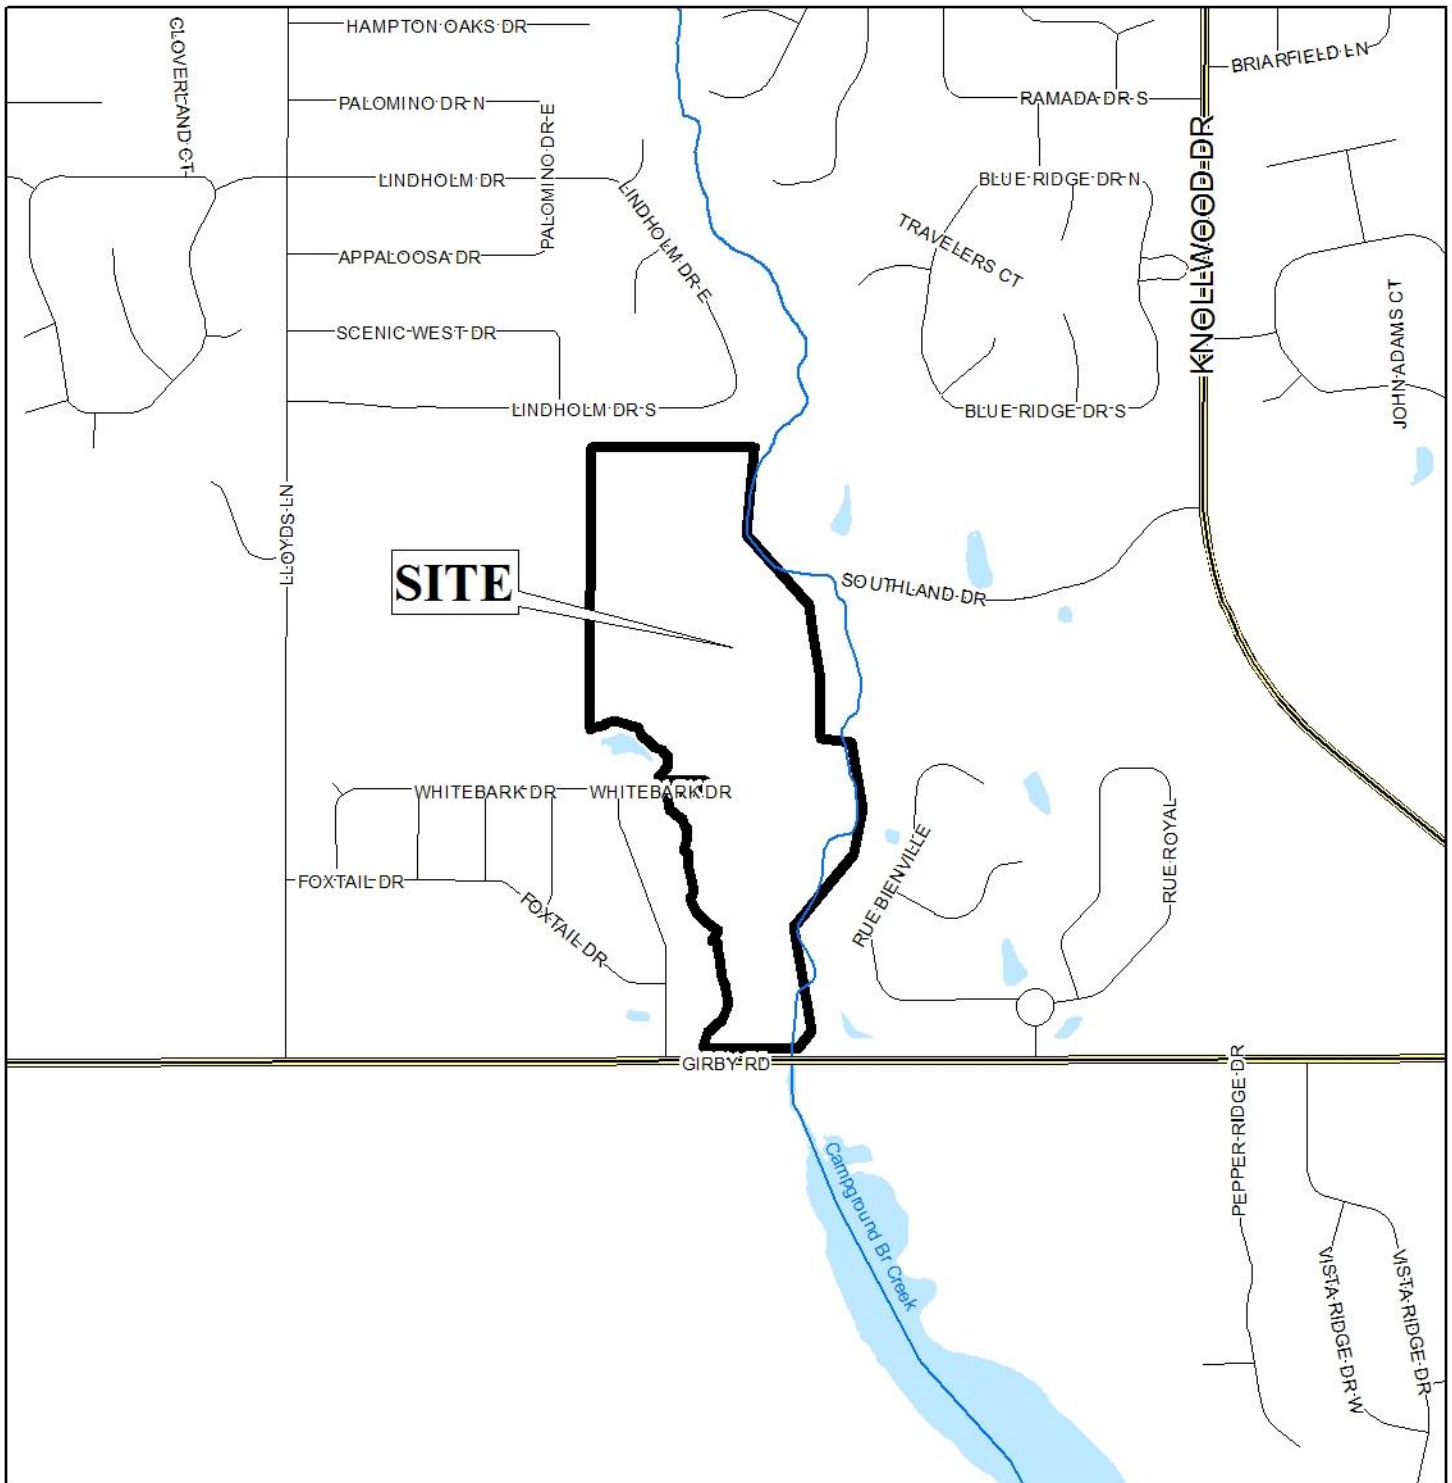 HAMPTON OAKS DR
CLOVERLAND CT
BRIARFIELD LN
PALOMINO DR N
RAMADA DR S
PALOMINO DR E
KNOLLWOOD DR
LINDHOLM DR
BLUE RIDGE DR N
LINDHOLM DR E
TRAVELERS CT
APPALOOSA DR
JOHN ADAMS CT
SCENIC WEST DR
LINDHOLM DR S
BLUE RIDGE DR S
LLOYDS LN
SITE
SOUTHLAND DR
WHITEBARK DR
WHITEBARK DR
RUE BIENVILLE
RUE ROYAL
FOXTAIL DR
FOXTAIL DR
GIRBY RD
PEPPER RIDGE DR
Campground Br Creek
VISTA RIDGE DR W
VISTA RIDGE DR